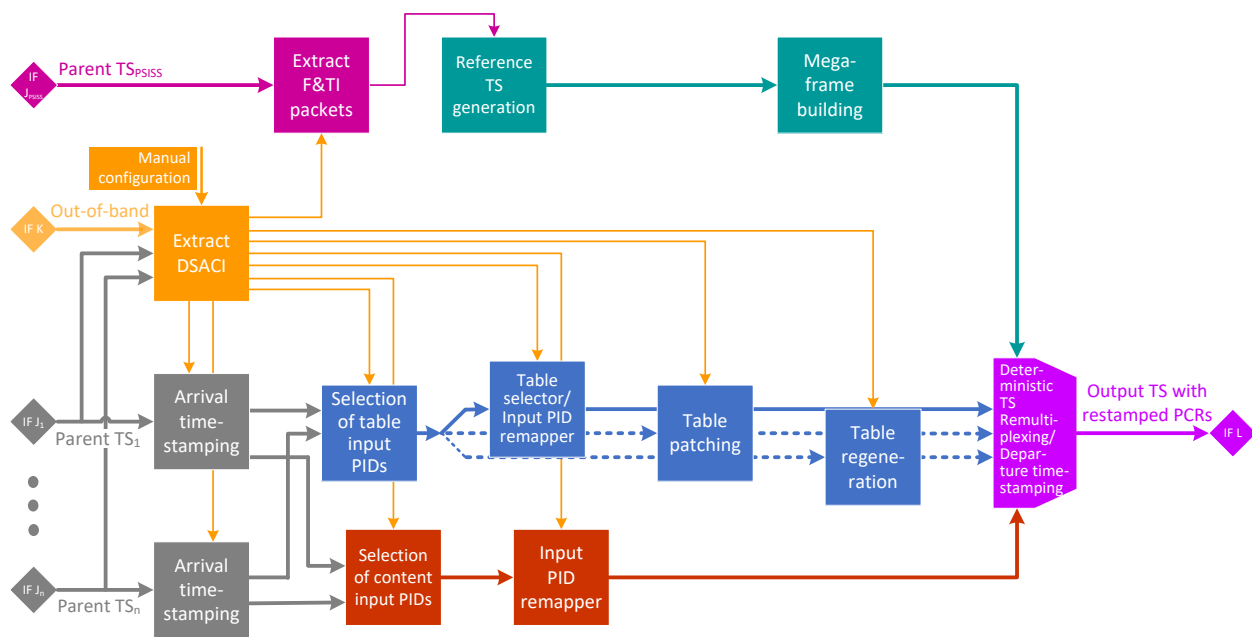 IF
JPSISS
Parent TSPSISS
Extract
F&TI
packets
Reference
TS
generation
Mega-
frame
building
Manual
configuration
IF K
Out-of-band
Extract
DSACI
IF J1
Parent TS1
Arrival
time-
stamping
Selection
of table
input
PIDs
Table
selector/
Input PID
remapper
Table
patching
Table
regene-
ration
Deter-
ministic
TS
Remulti-
plexing/
Depar-
ture time-
stamping
Output TS with
restamped PCRs
IF L
IF Jn
Parent TSn
Arrival
time-
stamping
Selection
of content
input PIDs
Input
PID
remapper